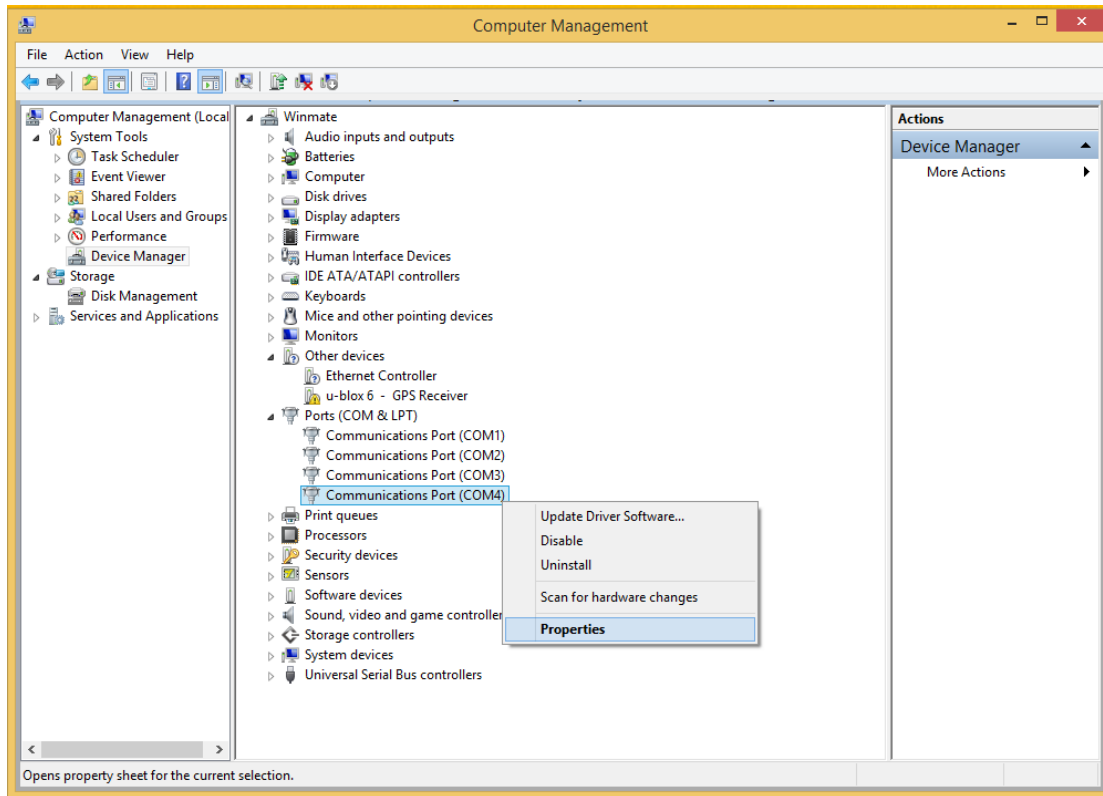 Computer Management
File Action View Help
Computer Management (Local
System Tools
Task Scheduler
Event Viewer
Shared Folders
Local Users and Groups
Performance
Device Manager
Storage
Disk Management
Services and Applications
Winmate
Audio inputs and outputs
Batteries
Computer
Disk drives
Display adapters
Firmware
Human Interface Devices
IDE ATA/ATAPI controllers
Keyboards
Mice and other pointing devices
Monitors
Other devices
Ethernet Controller
u-blox 6 - GPS Receiver
Ports (COM & LPT)
Communications Port (COM1)
Communications Port (COM2)
Communications Port (COM3)
Communications Port (COM4)
Print queues
Processors
Security devices
Sensors
Software devices
Sound, video and game controller
Storage controllers
System devices
Universal Serial Bus controllers
Update Driver Software...
Disable
Uninstall
Scan for hardware changes
Properties
Actions
Device Manager
More Actions
Opens property sheet for the current selection.